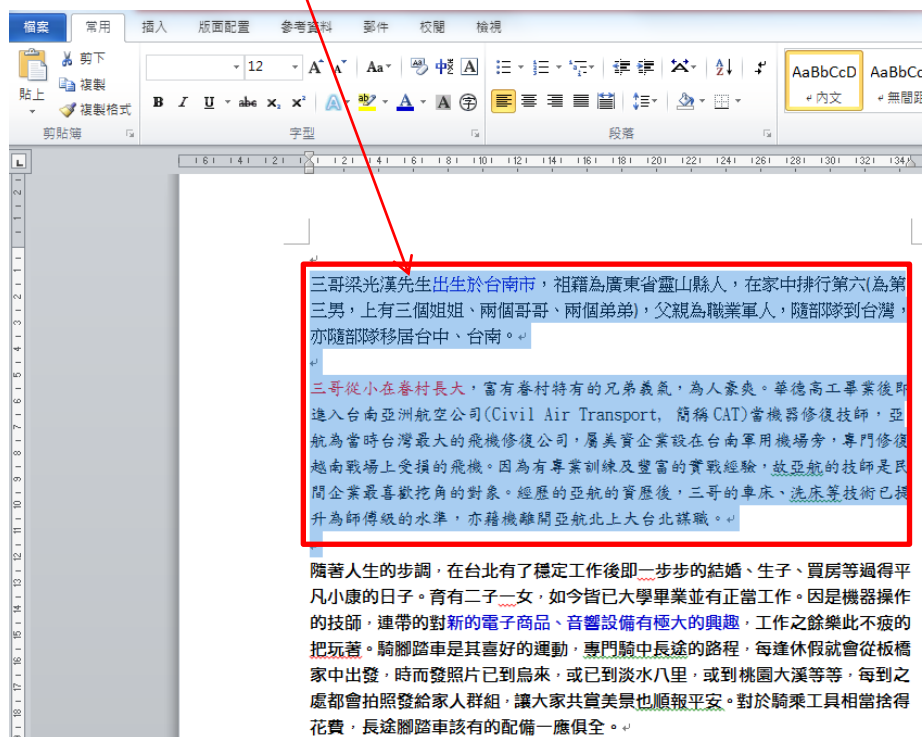 檔案 常用 插入 版面配置 參考資料 郵件 校閱 檢視
剪下
複製
貼上
複製格式
剪貼簿 字型 段落
12
AaBbCcD AaBbCc
內文 無間距
三哥梁光漢先生出生於台南市，祖籍為廣東省靈山縣人，在家中排行第六(為第
三男，上有三個姐姐、兩個哥哥、兩個弟弟)，父親為職業軍人，隨部隊到台灣，
亦隨部隊移居台中、台南。
三哥從小在眷村長大，富有眷村特有的兄弟義氣，為人豪爽。華德高工畢業後即
進入台南亞洲航空公司(Civil Air Transport, 簡稱 CAT)當機器修復技師，亞
航為當時台灣最大的飛機修復公司，屬美資企業設在台南軍用機場旁，專門修復
越南戰場上受損的飛機。因為有專業訓練及豐富的實戰經驗，故亞航的技師是民
間企業最喜歡挖角的對象。經歷的亞航的資歷後，三哥的車床、洗床等技術已提
升為師傅級的水準，亦藉機離開亞航北上大台北謀職。
隨著人生的步調，在台北有了穩定工作後即一步步的結婚、生子、買房等過得平
凡小康的日子。育有二子一女，如今皆已大學畢業並有正當工作。因是機器操作
的技師，連帶的對新的電子商品、音響設備有極大的興趣，工作之餘樂此不疲的
把玩著。騎腳踏車是其喜好的運動，專門騎中長途的路程，每逢休假就會從板橋
家中出發，時而發照片已到烏來，或已到淡水八里，或到桃園大溪等等，每到之
處都會拍照發給家人群組，讓大家共賞美景也順報平安。對於騎乘工具相當捨得
花費，長途腳踏車該有的配備一應俱全。